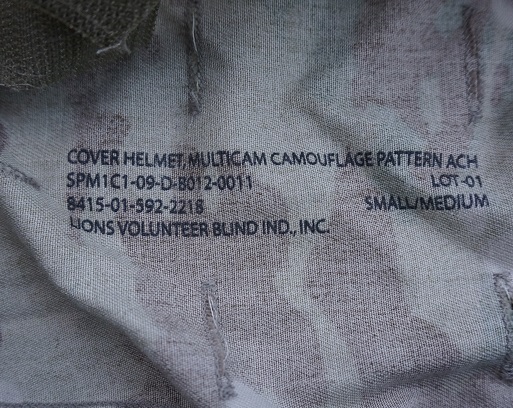 COVER HELMET, MULTICAM CAMOUFLAGE PATTERN ACH
SPM1C1-09-D-B012-0011 LOT-01
8415-01-592-2218 SMALL/MEDIUM
LIONS VOLUNTEER BLIND IND., INC.